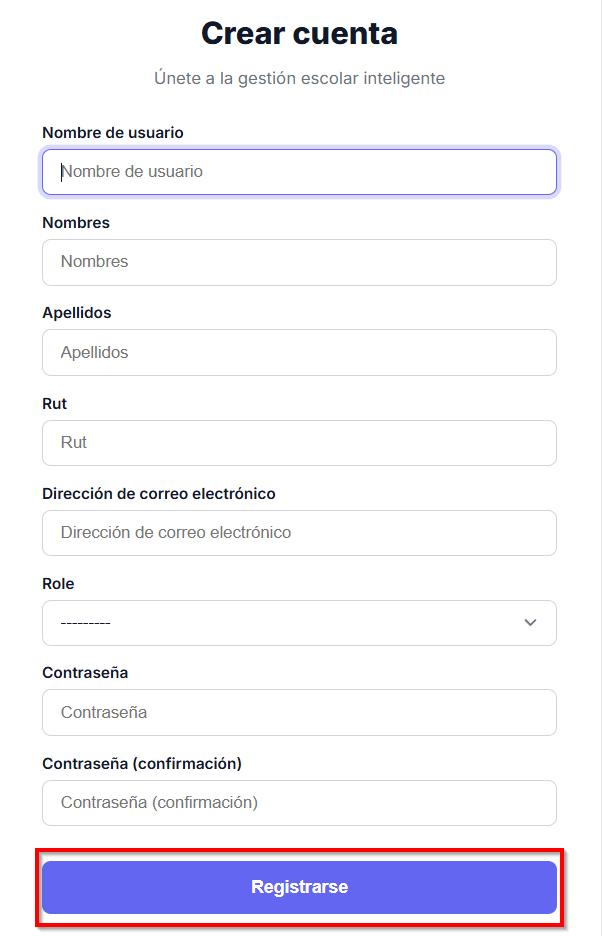 Crear cuenta
Únete a la gestión escolar inteligente
Nombre de usuario
Nombre de usuario
Nombres
Nombres
Apellidos
Apellidos
Rut
Rut
Dirección de correo electrónico
Dirección de correo electrónico
Role
---------
Contraseña
Contraseña
Contraseña (confirmación)
Contraseña (confirmación)
Registrarse